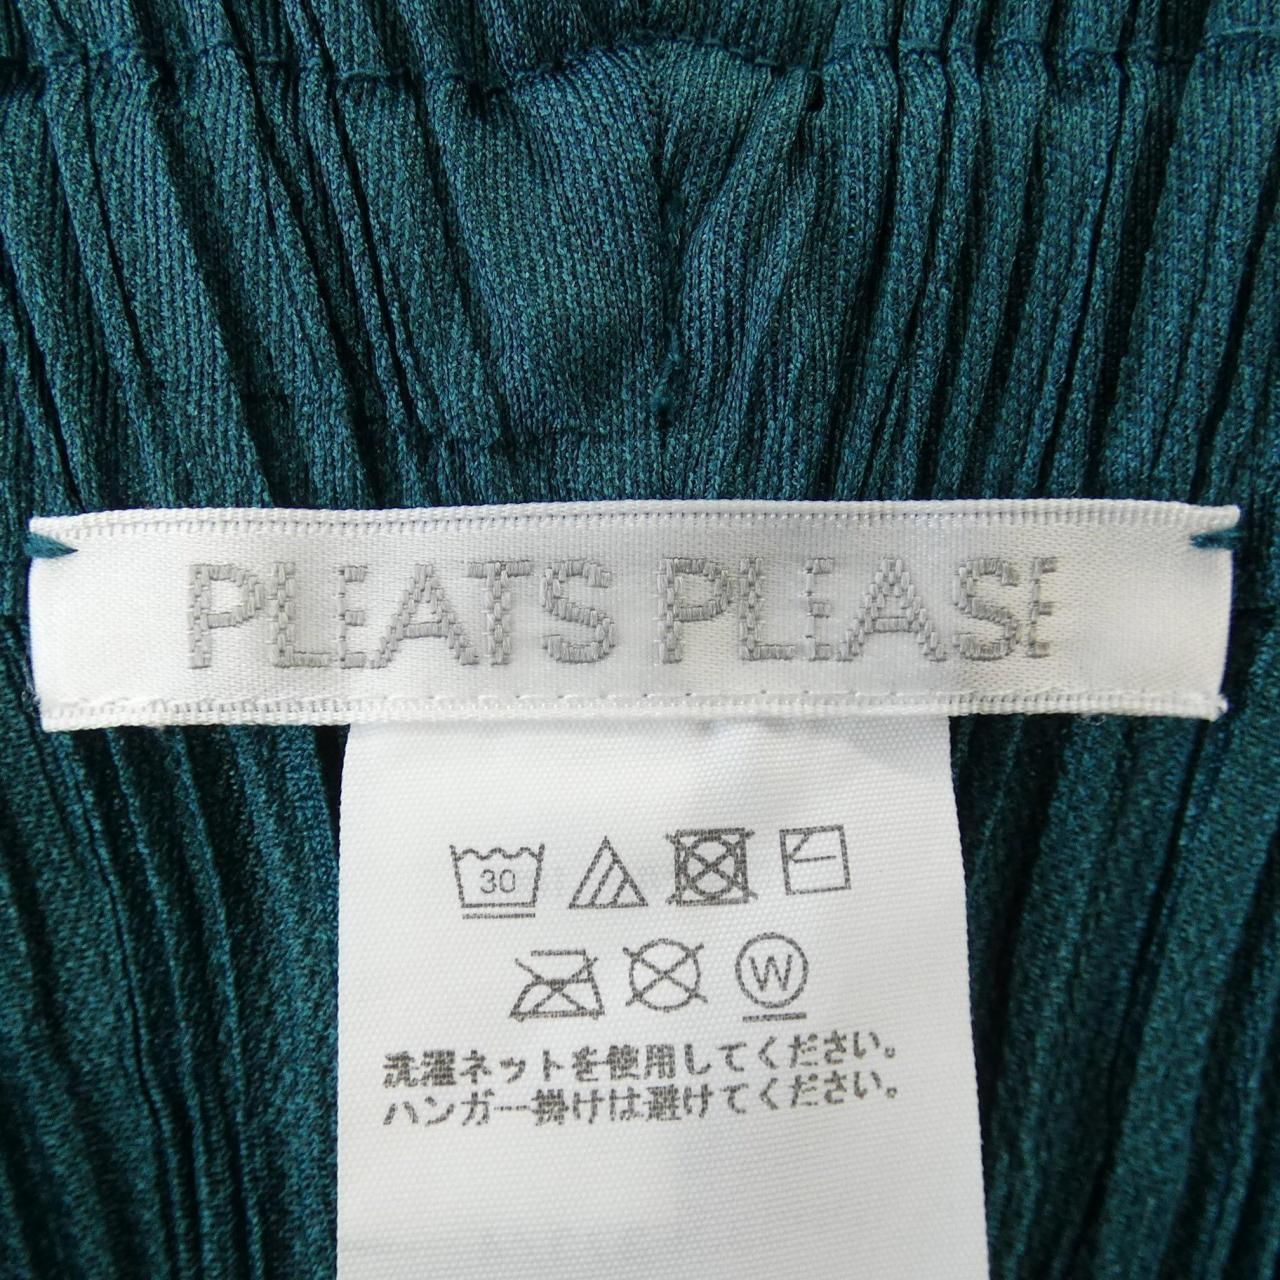 PLEATS PLEASE
30
W
洗濯ネットを使用してください。
ハンガー掛けは避けてください。